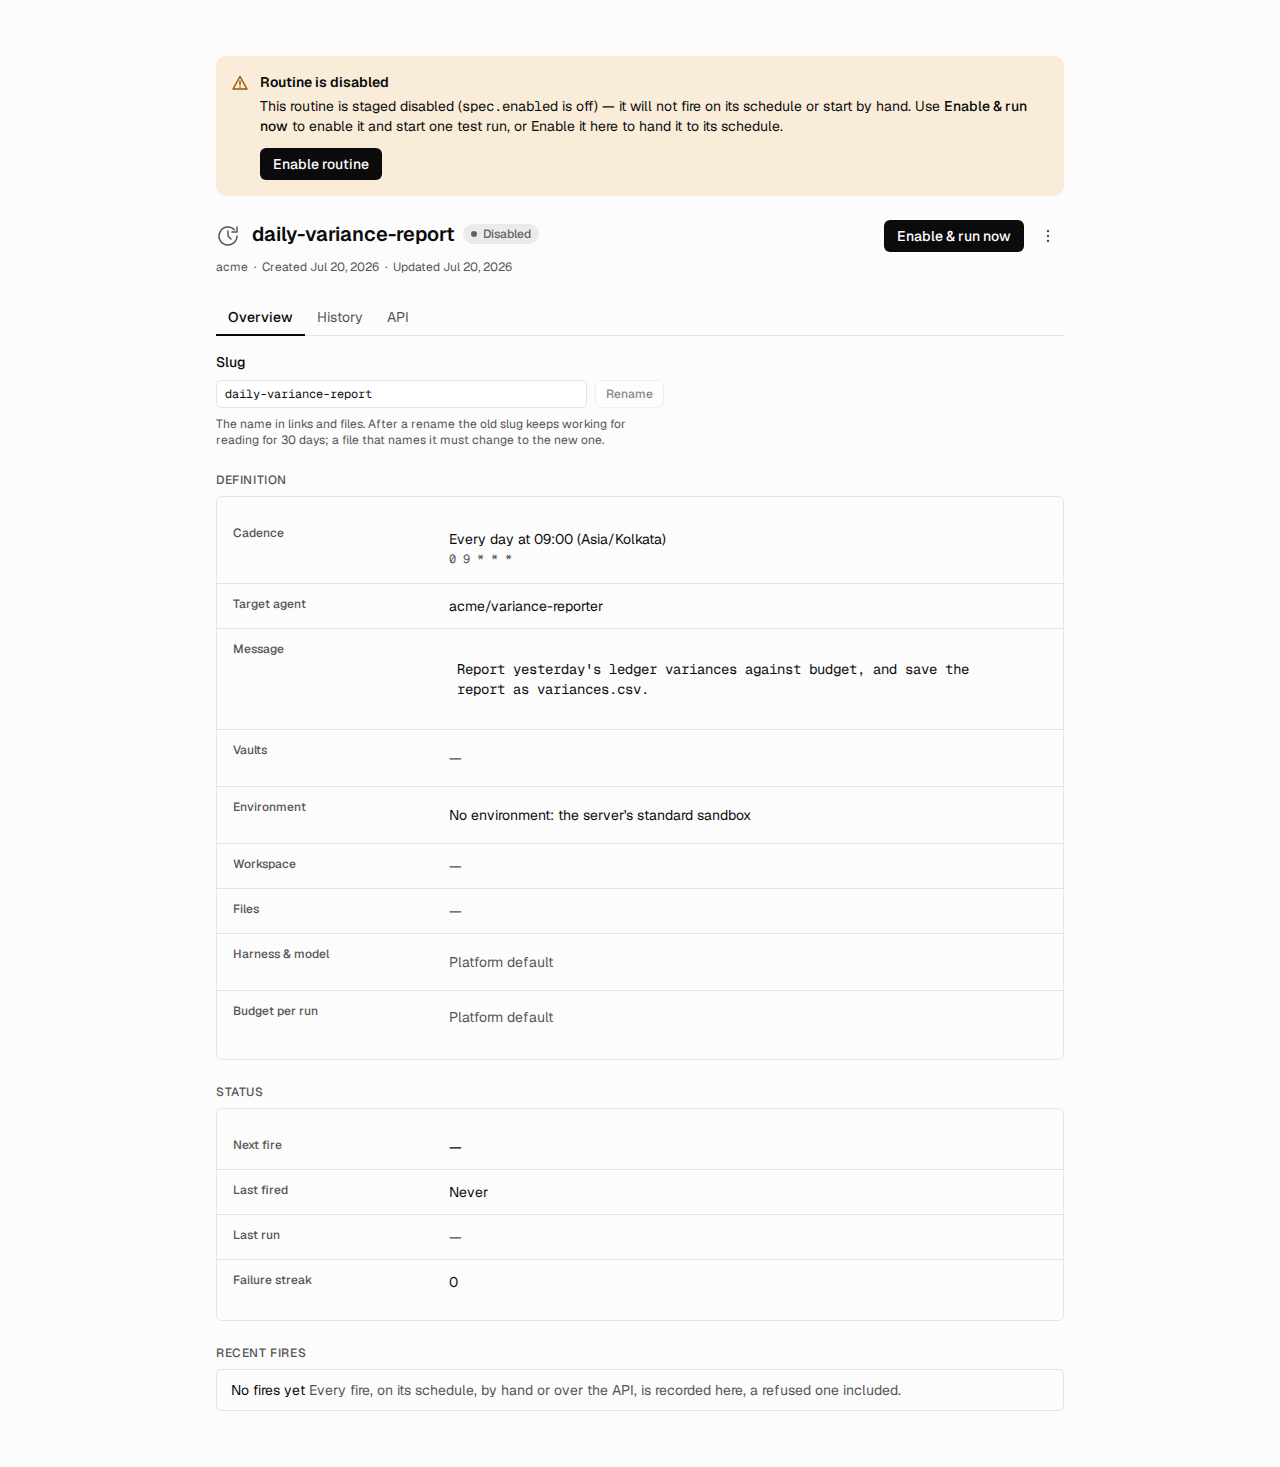 Routine is disabled
This routine is staged disabled (spec.enabled is off) — it will not fire on its schedule or start by hand. Use Enable & run
now to enable it and start one test run, or Enable it here to hand it to its schedule.
Enable routine
daily-variance-report
Disabled
Enable & run now
acme · Created Jul 20, 2026 · Updated Jul 20, 2026
Overview
History
API
Slug
daily-variance-report
Rename
The name in links and files. After a rename the old slug keeps working for
reading for 30 days; a file that names it must change to the new one.
DEFINITION
Cadence
Every day at 09:00 (Asia/Kolkata)
0 9 * * *
Target agent
acme/variance-reporter
Message
Report yesterday's ledger variances against budget, and save the
report as variances.csv.
Vaults
—
Environment
No environment: the server's standard sandbox
Workspace
—
Files
—
Harness & model
Platform default
Budget per run
Platform default
STATUS
Next fire
—
Last fired
Never
Last run
—
Failure streak
0
RECENT FIRES
No fires yet Every fire, on its schedule, by hand or over the API, is recorded here, a refused one included.